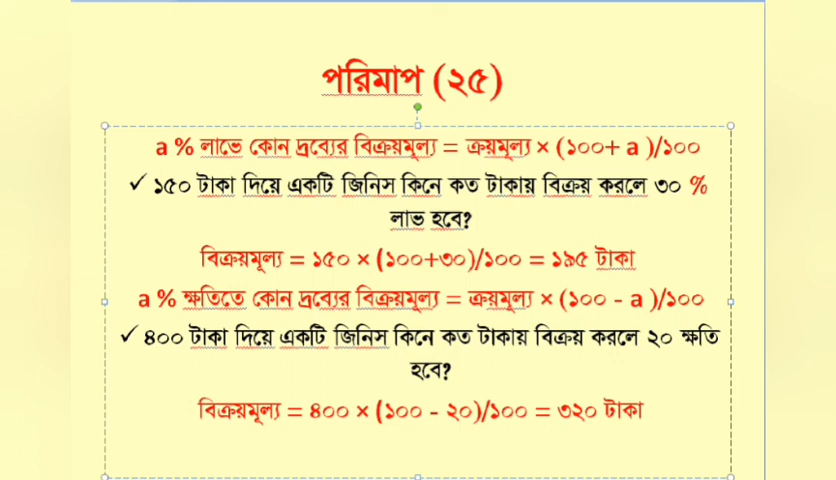 পরিমাপ (২৫)
a % লাভে কোন দ্রব্যের বিক্রয়মূল্য = ক্রয়মূল্য × (১০০+ a )/১০০
✓ ১৫০ টাকা দিয়ে একটি জিনিস কিনে কত টাকায় বিক্রয় করলে ৩০ %
লাভ হবে?
বিক্রয়মূল্য = ১৫০ × (১০০+৩০)/১০০ = ১৯৫ টাকা
a % ক্ষতিতে কোন দ্রব্যের বিক্রয়মূল্য = ক্রয়মূল্য × (১০০ - a )/১০০
✓ ৪০০ টাকা দিয়ে একটি জিনিস কিনে কত টাকায় বিক্রয় করলে ২০ ক্ষতি
হবে?
বিক্রয়মূল্য = ৪০০ × (১০০ - ২০)/১০০ = ৩২০ টাকা